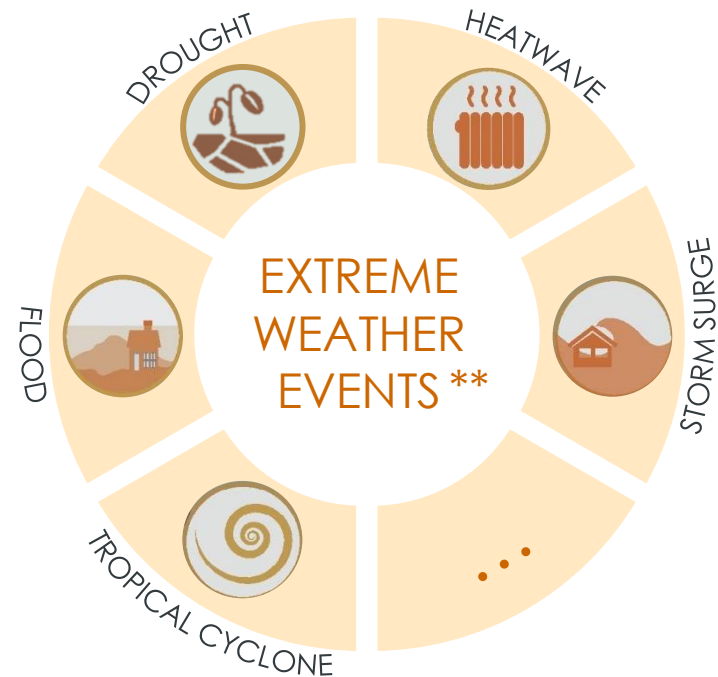 DROUGHT
HEATWAVE
EXTREME
WEATHER
EVENTS **
FLOOD
STORM SURGE
TROPICAL CYCLONE
...